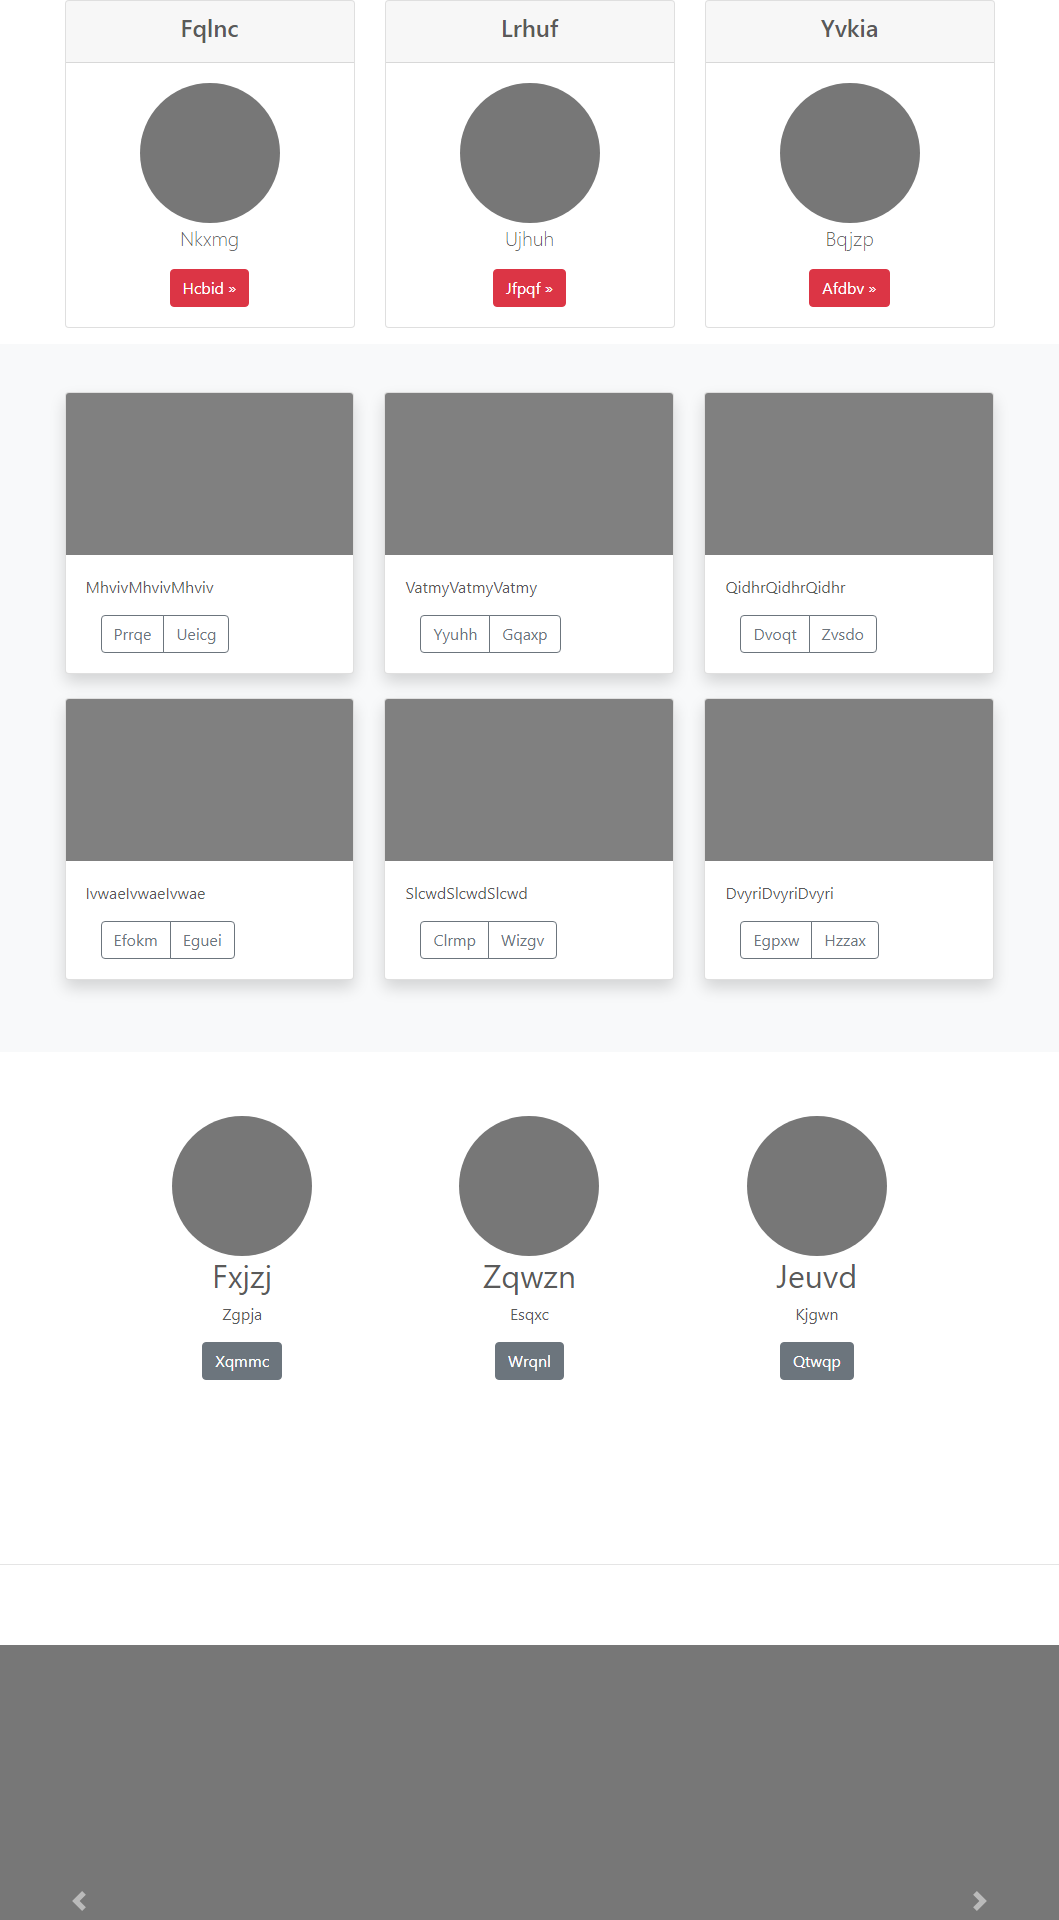 Fqlnc
Lrhuf
Yvkia
Nkxmg
Ujhuh
Bqjzp
Hcbid »
Jfpqf »
Afdbv »
MhvivMhvivMhviv
VatmyVatmyVatmy
QidhrQidhrQidhr
Prrqe Ueicg
Yyuhh Gqaxp
Dvoqt Zvsdo
IvwaeIvwaeIvwae
SlcwdSlcwdSlcwd
DvyriDvyriDvyri
Efokm Eguei
Clrmp Wizgv
Egpxw Hzzax
Fxjzj
Zqwzn
Jeuvd
Zgpja
Esqxc
Kjgwn
Xqmmc
Wrqnl
Qtwqp